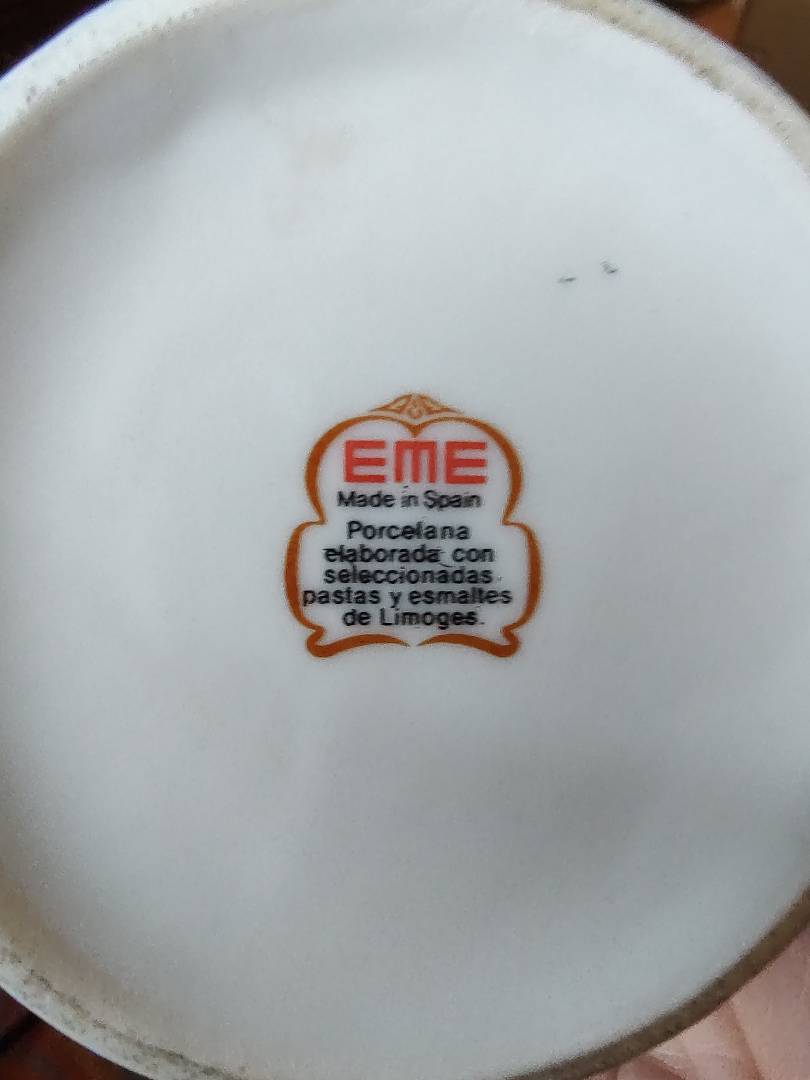 EME
Made in Spain
Porcelana
elaborada con
seleccionadas
pastas y esmaltes
de Limoges.